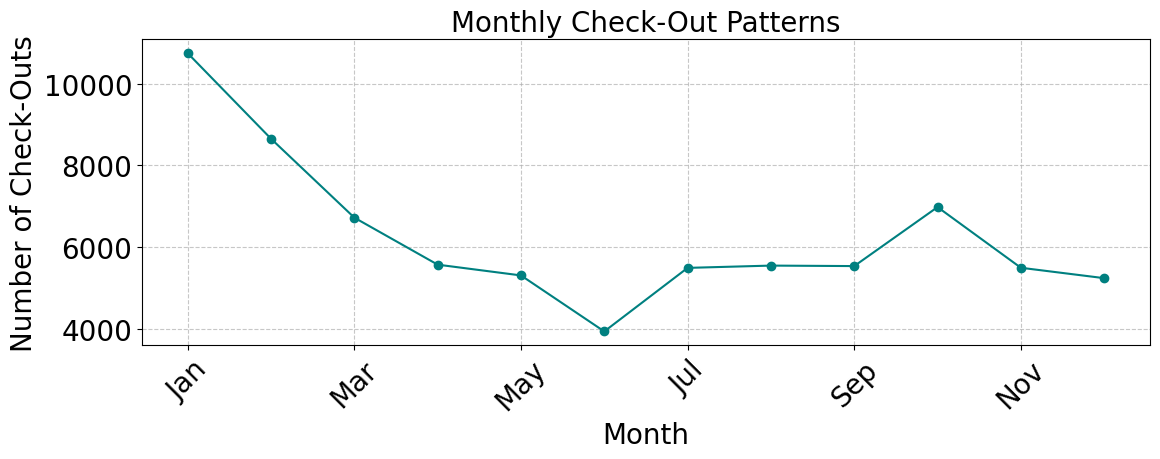 Monthly Check-Out Patterns
Number of Check-Outs
10000
8000
6000
4000
Jan
Mar
May
Jul
Sep
Nov
Month